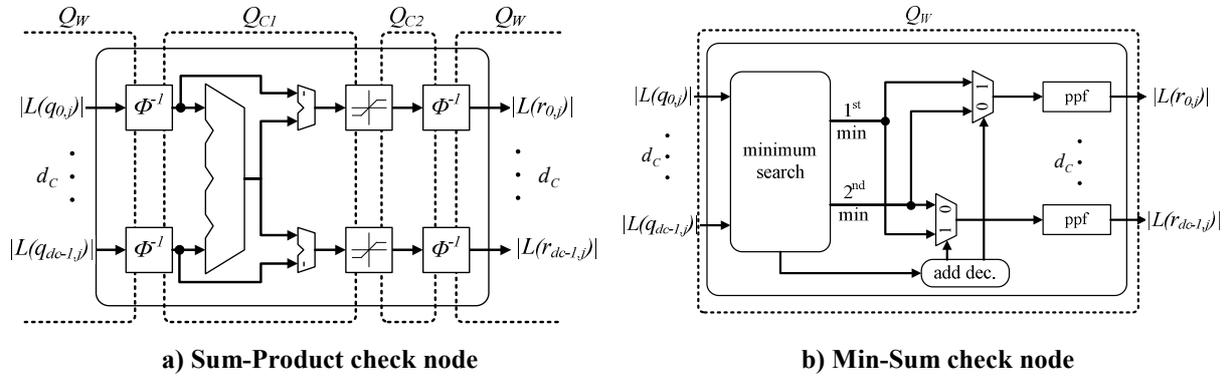 Q_W Q_C1 Q_C2 Q_W
|L(q_0,j)| Φ⁻¹ - Φ⁻¹ |L(r_0,j)|
d_C d_C
|L(q_dc-1,j)| Φ⁻¹ - Φ⁻¹ |L(r_dc-1,j)|
a) Sum-Product check node
Q_W
|L(q_0,j)| 1st min 0 1 ppf |L(r_0,j)|
d_C minimum search d_C
|L(q_dc-1,j)| 2nd min 1 0 ppf |L(r_dc-1,j)|
add dec.
b) Min-Sum check node